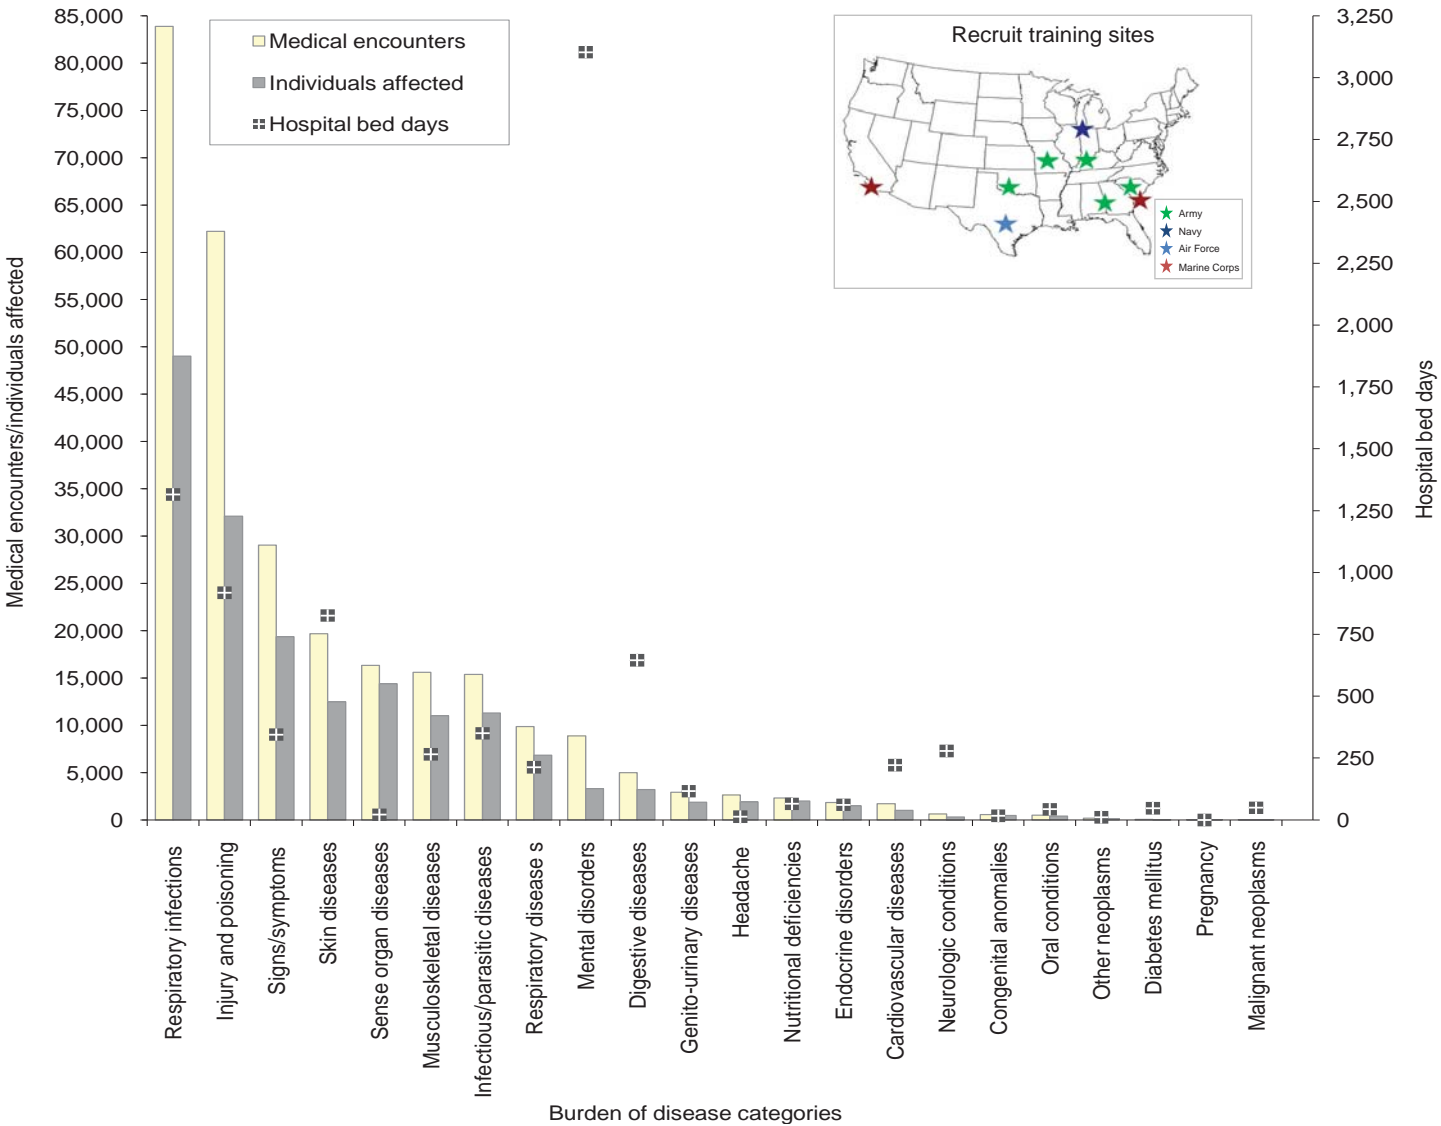 85,000
80,000
75,000
70,000
65,000
60,000
55,000
50,000
45,000
40,000
35,000
30,000
25,000
20,000
15,000
10,000
5,000
0
Medical encounters/individuals affected
Medical encounters
Individuals affected
Hospital bed days
Recruit training sites
Army
Navy
Air Force
Marine Corps
3,250
3,000
2,750
2,500
2,250
2,000
1,750
1,500
1,250
1,000
750
500
250
0
Hospital bed days
Respiratory infections
Injury and poisoning
Signs/symptoms
Skin diseases
Sense organ diseases
Musculoskeletal diseases
Infectious/parasitic diseases
Respiratory disease s
Mental disorders
Digestive diseases
Genito-urinary diseases
Headache
Nutritional deficiencies
Endocrine disorders
Cardiovascular diseases
Neurologic conditions
Congenital anomalies
Oral conditions
Other neoplasms
Diabetes mellitus
Pregnancy
Malignant neoplasms
Burden of disease categories